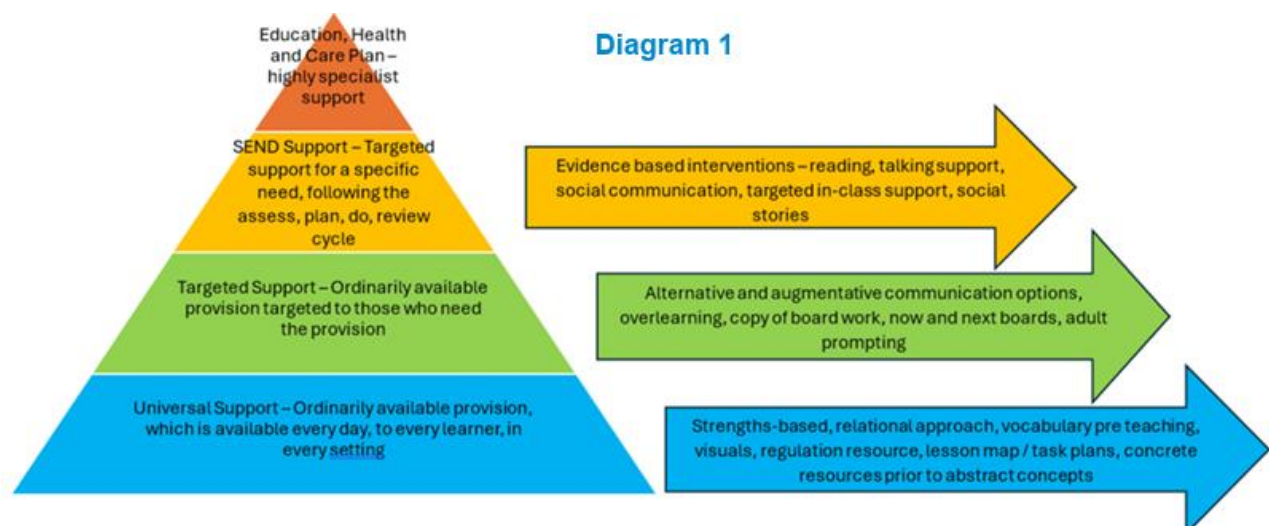 Diagram 1
Education, Health
and Care Plan –
highly specialist
support
SEND Support – Targeted
support for a specific
need, following the
assess, plan, do, review
cycle
Evidence based interventions – reading, talking support,
social communication, targeted in-class support, social
stories
Targeted Support – Ordinarily available
provision targeted to those who need
the provision
Alternative and augmentative communication options,
overlearning, copy of board work, now and next boards, adult
prompting
Universal Support – Ordinarily available provision,
which is available every day, to every learner, in
every setting
Strengths-based, relational approach, vocabulary pre teaching,
visuals, regulation resource, lesson map / task plans, concrete
resources prior to abstract concepts